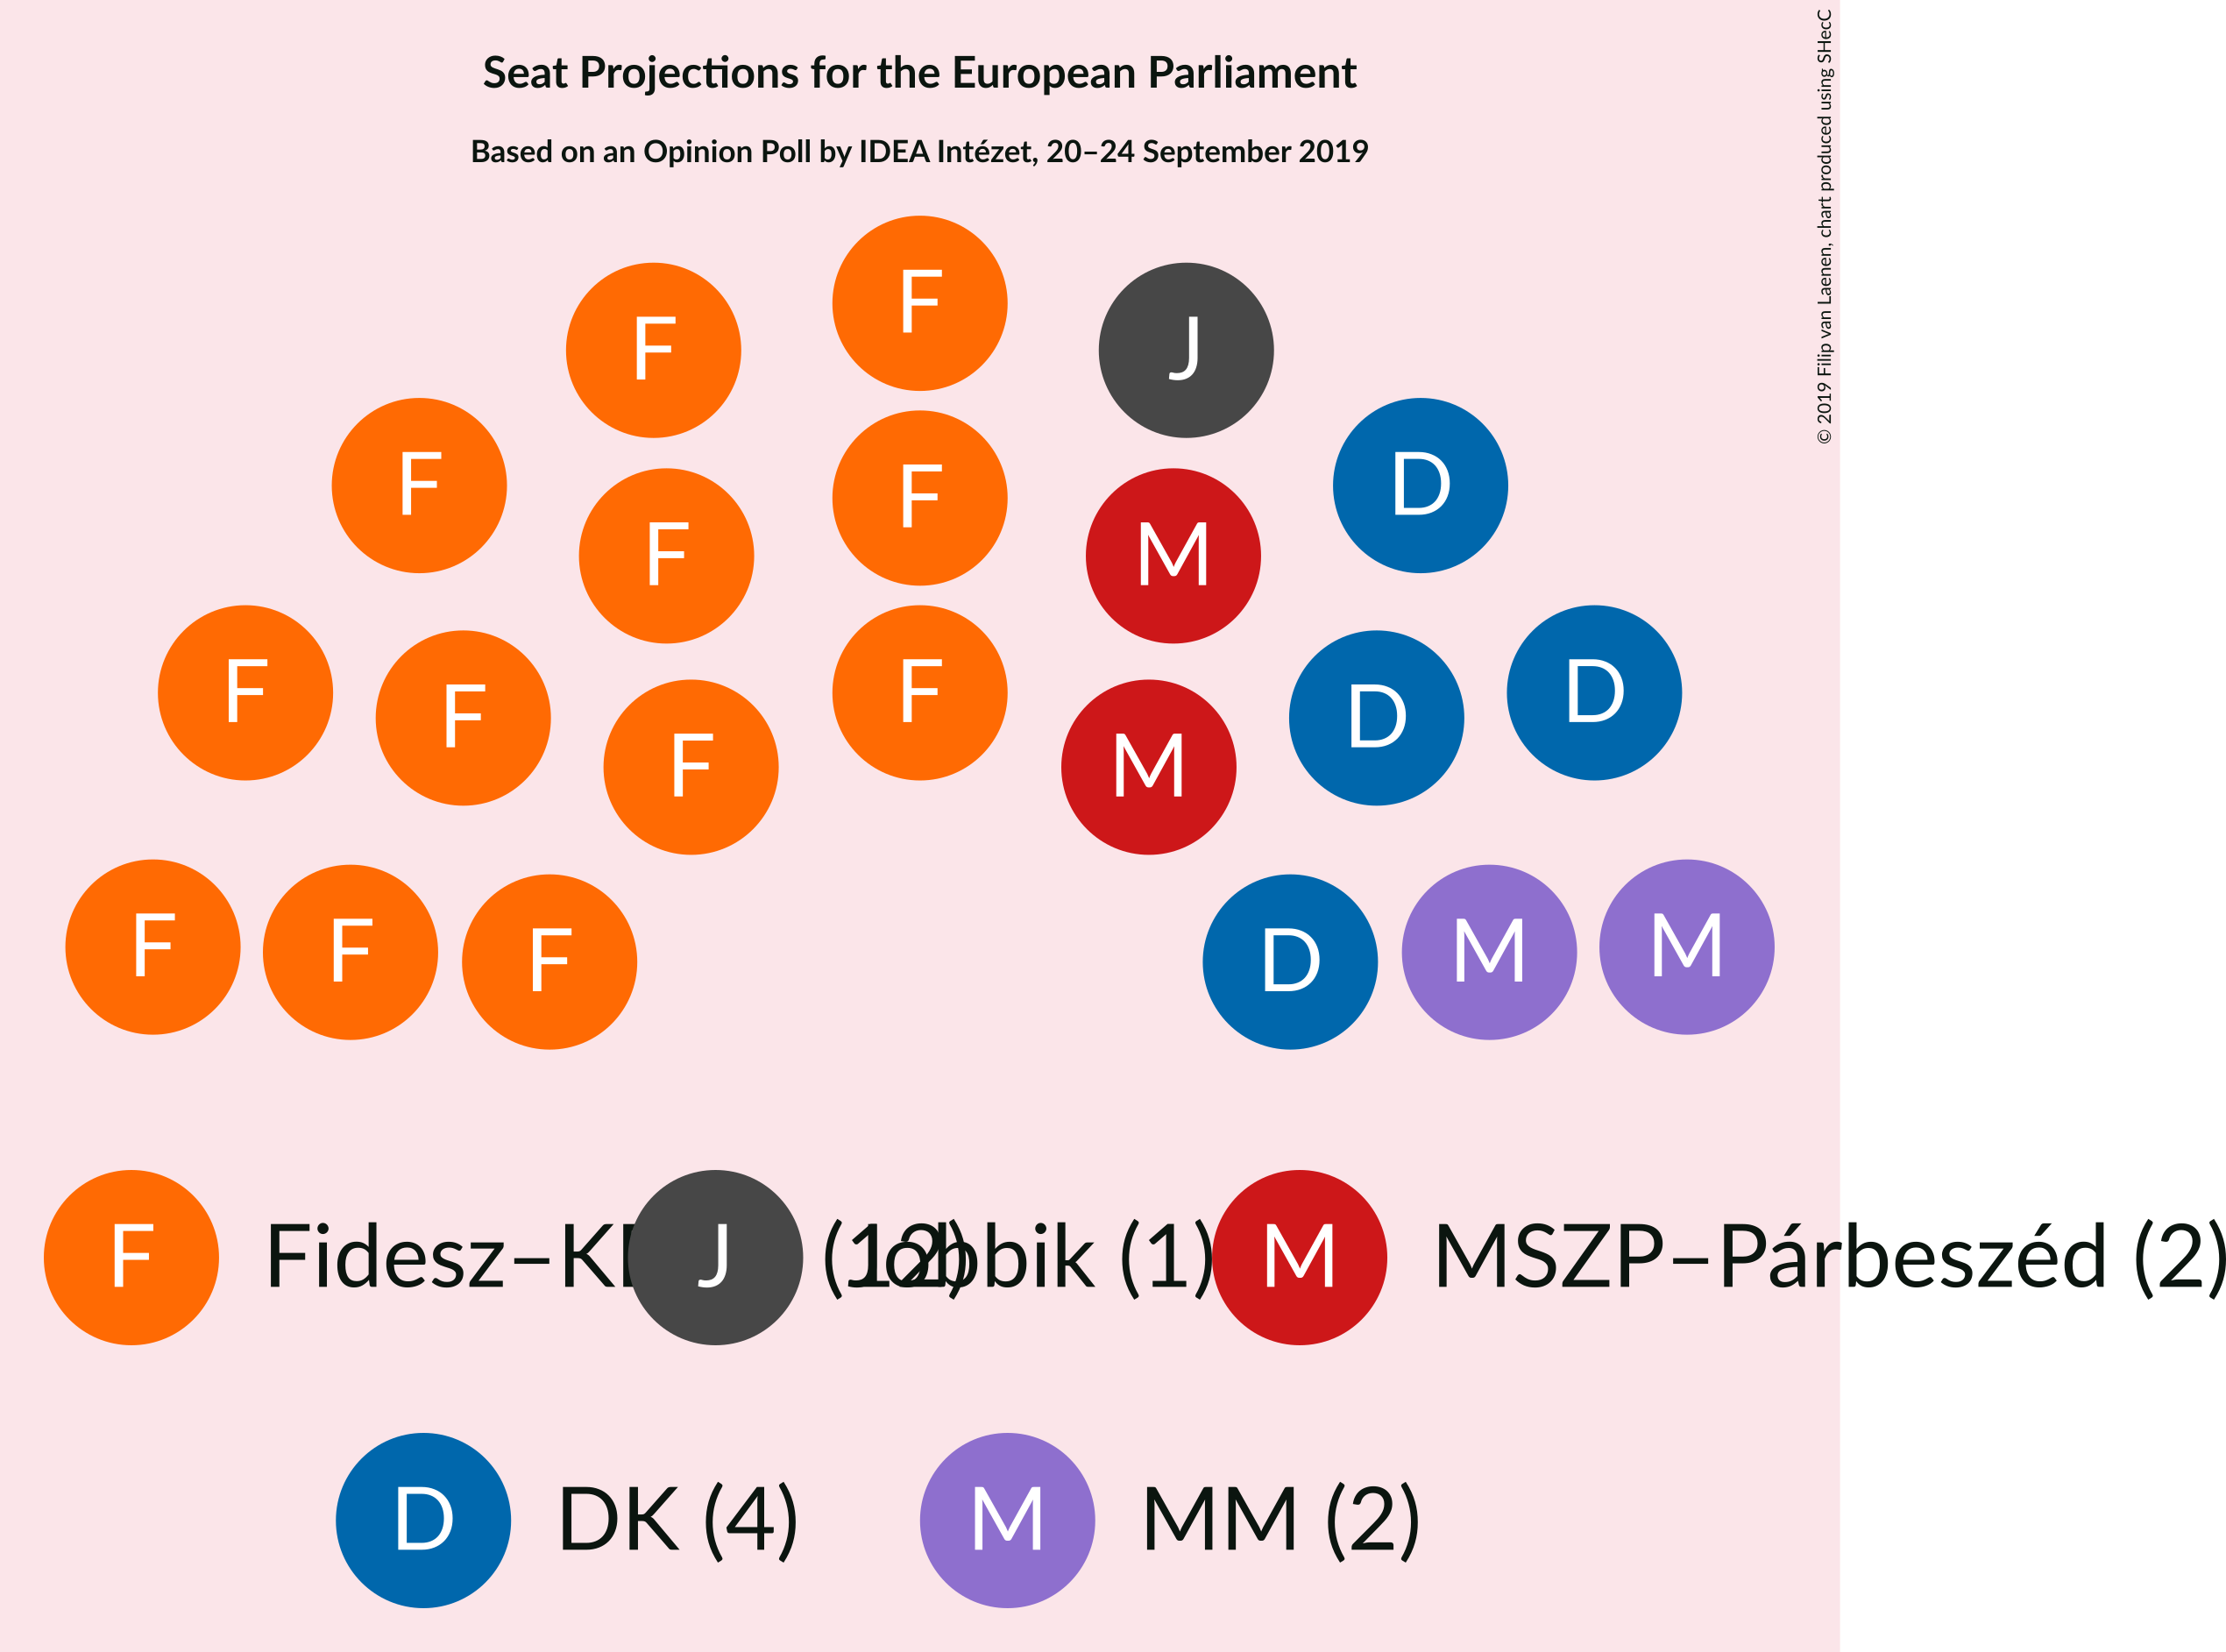 Seat Projections for the European Parliament
Based on an Opinion Poll by IDEA Intézet, 20–24 September 2019
© 2019 Filip van Laenen, chart produced using SHecC
F
F J
F D
F
F M
F D
F D
F
F M
F M M
F F D
F Fidesz–K (12) J Jobbik (1) M MSZP–Párbeszéd (2)
D DK (4) M MM (2)